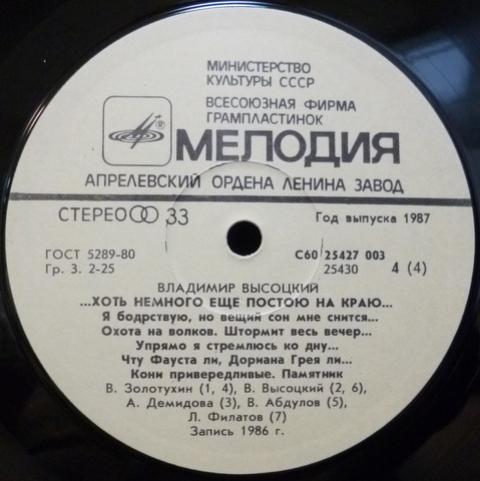 МИНИСТЕРСТВО
КУЛЬТУРЫ СССР
ВСЕСОЮЗНАЯ ФИРМА
ГРАМПЛАСТИНОК
МЕЛОДИЯ
АПРЕЛЕВСКИЙ ОРДЕНА ЛЕНИНА ЗАВОД
СТЕРЕО 33
Год выпуска 1987
ГОСТ 5289-80
С60 25427 003
Гр. 3. 2-25
25430 4 (4)
ВЛАДИМИР ВЫСОЦКИЙ
...ХОТЬ НЕМНОГО ЕЩЕ ПОСТОЮ НА КРАЮ...
Я бодрствую, но вещий сон мне снится...
Охота на волков. Штормит весь вечер...
Упрямо я стремлюсь ко дну...
Чту Фауста ли, Дориана Грея ли...
Кони привередливые. Памятник
В. Золотухин (1, 4), В. Высоцкий (2, 6),
А. Демидова (3), В. Абдулов (5),
Л. Филатов (7)
Запись 1986 г.